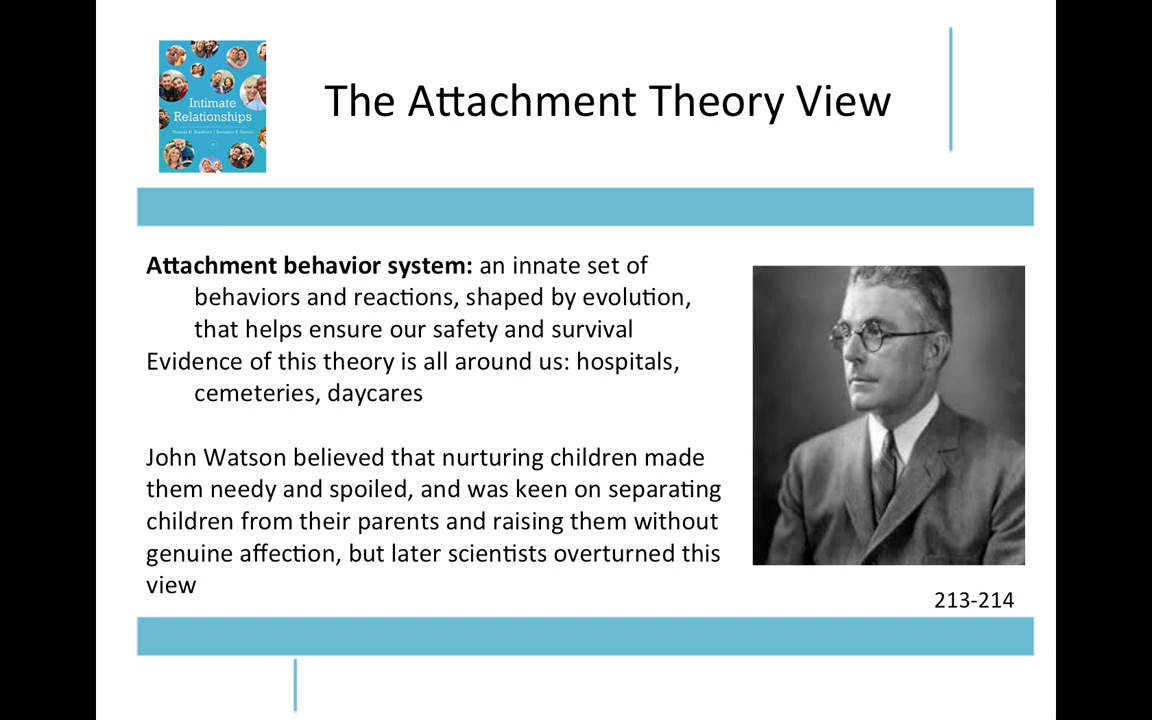 Intimate
Relationships
The Attachment Theory View
Attachment behavior system: an innate set of
behaviors and reactions, shaped by evolution,
that helps ensure our safety and survival
Evidence of this theory is all around us: hospitals,
cemeteries, daycares
John Watson believed that nurturing children made
them needy and spoiled, and was keen on separating
children from their parents and raising them without
genuine affection, but later scientists overturned this
view
213-214